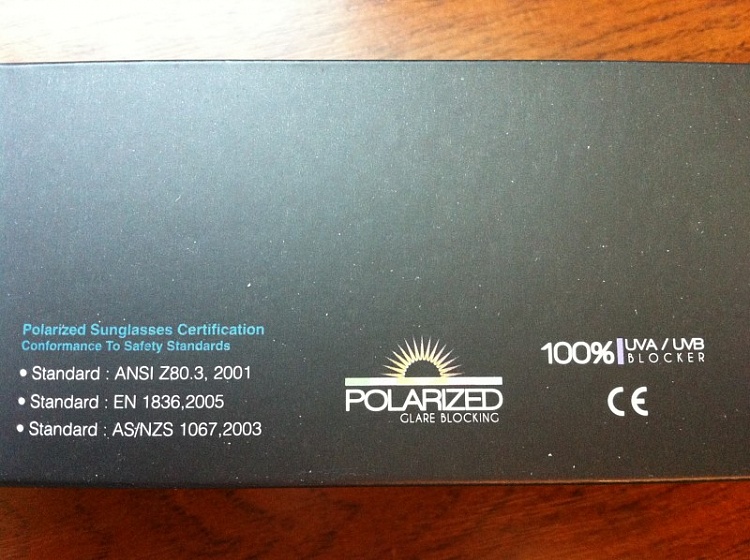 Polarized Sunglasses Certification
Conformance To Safety Standards
• Standard : ANSI Z80.3, 2001
• Standard : EN 1836,2005
• Standard : AS/NZS 1067,2003
POLARIZED
GLARE BLOCKING
100% UVA / UVB
BLOCKER
CE